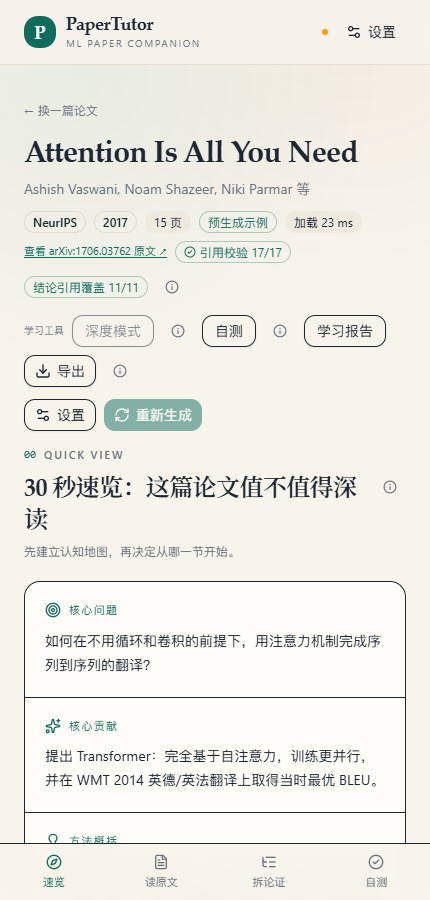 P PaperTutor
ML PAPER COMPANION
设置
← 换一篇论文
Attention Is All You Need
Ashish Vaswani, Noam Shazeer, Niki Parmar 等
NeurIPS 2017 15 页 预生成示例 加载 23 ms
查看 arXiv:1706.03762 原文 ↗ 引用校验 17/17
结论引用覆盖 11/11
学习工具 深度模式 自测 学习报告
导出
设置 重新生成
00 QUICK VIEW
30 秒速览：这篇论文值不值得深
读
先建立认知地图，再决定从哪一节开始。
核心问题
如何在不用循环和卷积的前提下，用注意力机制完成序
列到序列的翻译？
核心贡献
提出 Transformer：完全基于自注意力，训练更并行，
并在 WMT 2014 英德/英法翻译上取得当时最优 BLEU。
方法概括
速览 读原文 拆论证 自测